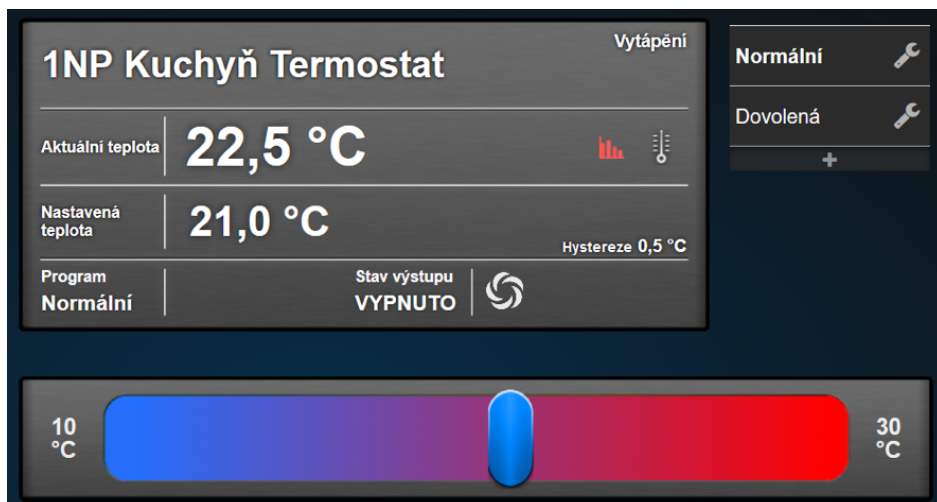 1NP Kuchyň Termostat
Vytápění
Aktuální teplota
22,5 °C
Nastavená
teplota
21,0 °C
Hystereze 0,5 °C
Program
Normální
Stav výstupu
VYPNUTO
Normální
Dovolená
+
10
°C
30
°C